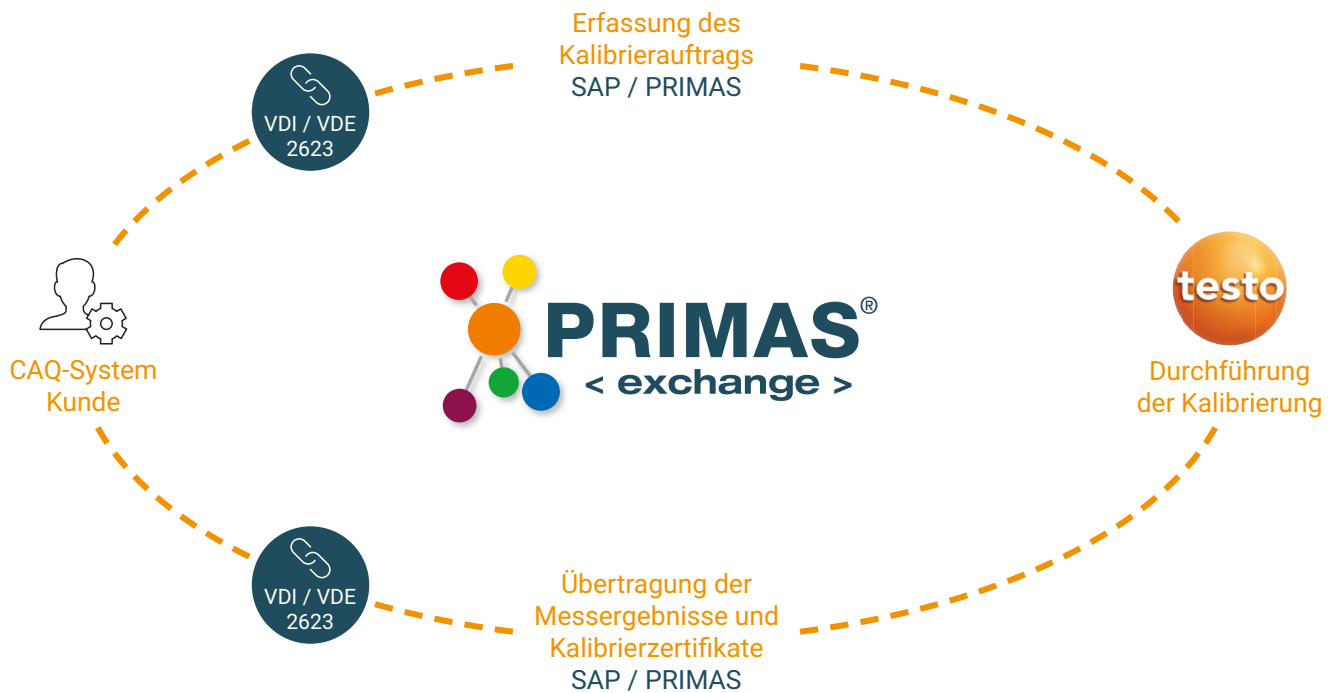 Erfassung des
Kalibrierauftrags
SAP / PRIMAS
VDI / VDE
2623
CAQ-System
Kunde
PRIMAS®
< exchange >
testo
Durchführung
der Kalibrierung
VDI / VDE
2623
Übertragung der
Messergebnisse und
Kalibrierzertifikate
SAP / PRIMAS